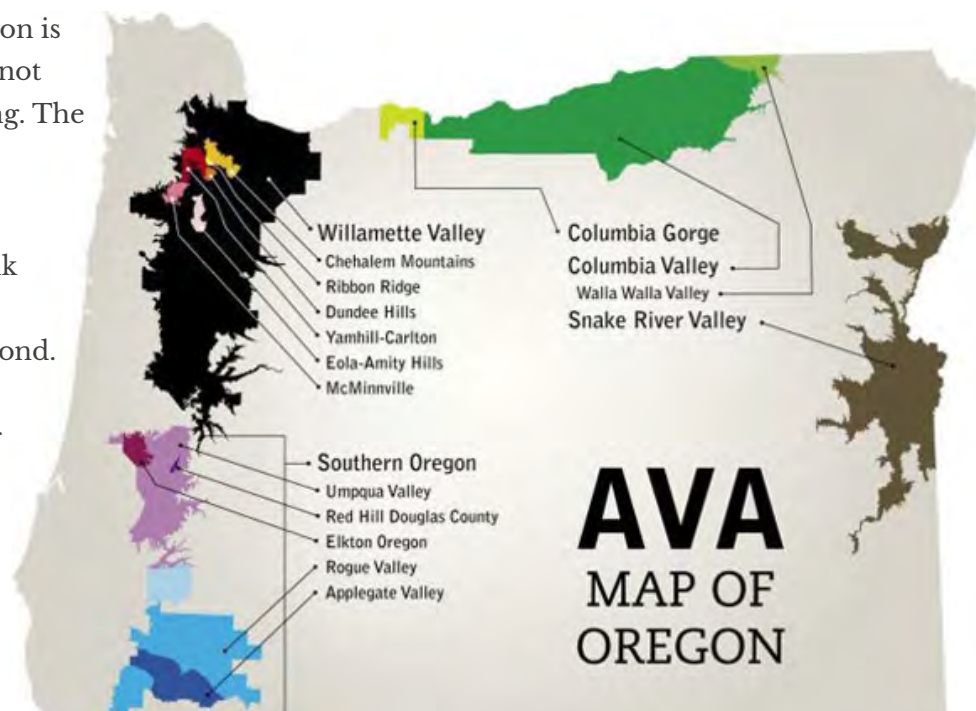 on is
not
g. The
k
ond.
Willamette Valley
Chehalem Mountains
Ribbon Ridge
Dundee Hills
Yamhill-Carlton
Eola-Amity Hills
McMinnville
Columbia Gorge
Columbia Valley
Walla Walla Valley
Snake River Valley
Southern Oregon
Umpqua Valley
Red Hill Douglas County
Elkton Oregon
Rogue Valley
Applegate Valley
AVA
MAP OF
OREGON